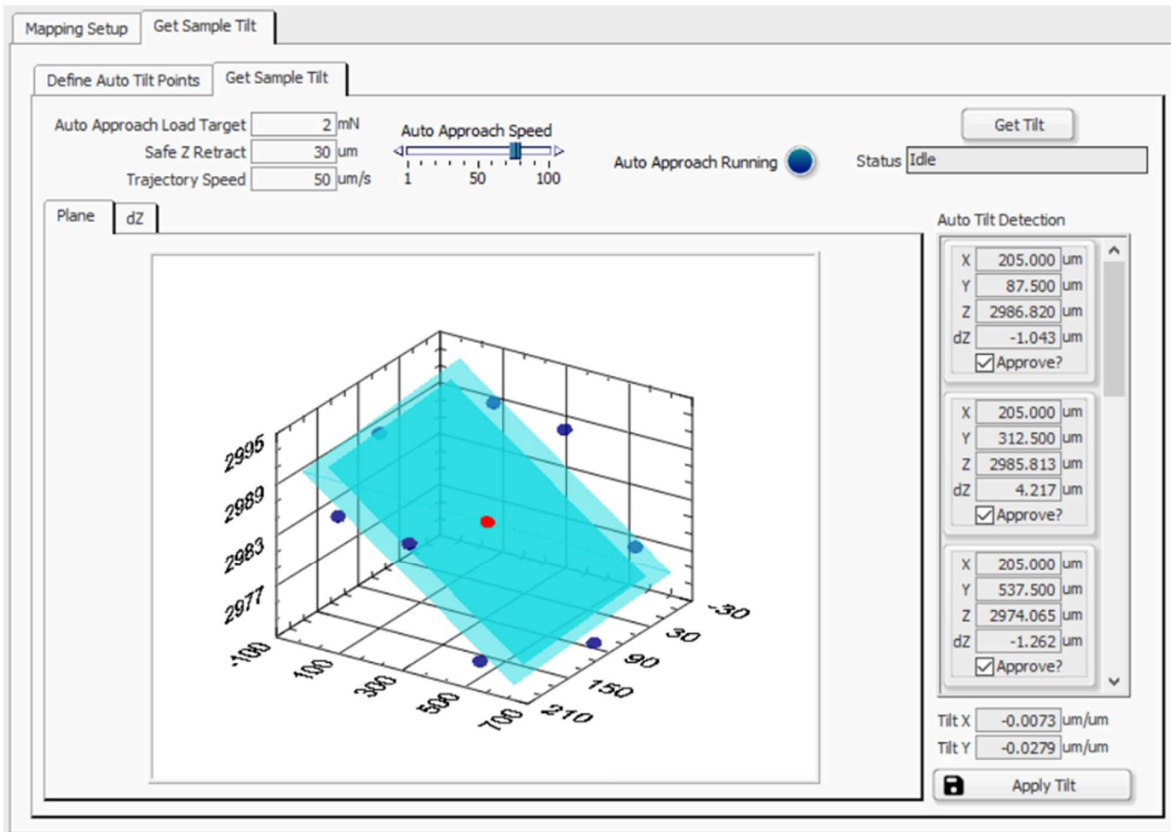 Mapping Setup Get Sample Tilt
Define Auto Tilt Points Get Sample Tilt
Auto Approach Load Target 2 mN
Safe Z Retract 30 um
Trajectory Speed 50 um/s
Auto Approach Speed
1 50 100
Auto Approach Running
Get Tilt
Status Idle
Plane dZ
2995
2989
2983
2977
-100
100
300
500
700
210
150
90
30
-30
Auto Tilt Detection
X 205.000 um
Y 87.500 um
Z 2986.820 um
dZ -1.043 um
Approve?
X 205.000 um
Y 312.500 um
Z 2985.813 um
dZ 4.217 um
Approve?
X 205.000 um
Y 537.500 um
Z 2974.065 um
dZ -1.262 um
Approve?
Tilt X -0.0073 um/um
Tilt Y -0.0279 um/um
Apply Tilt